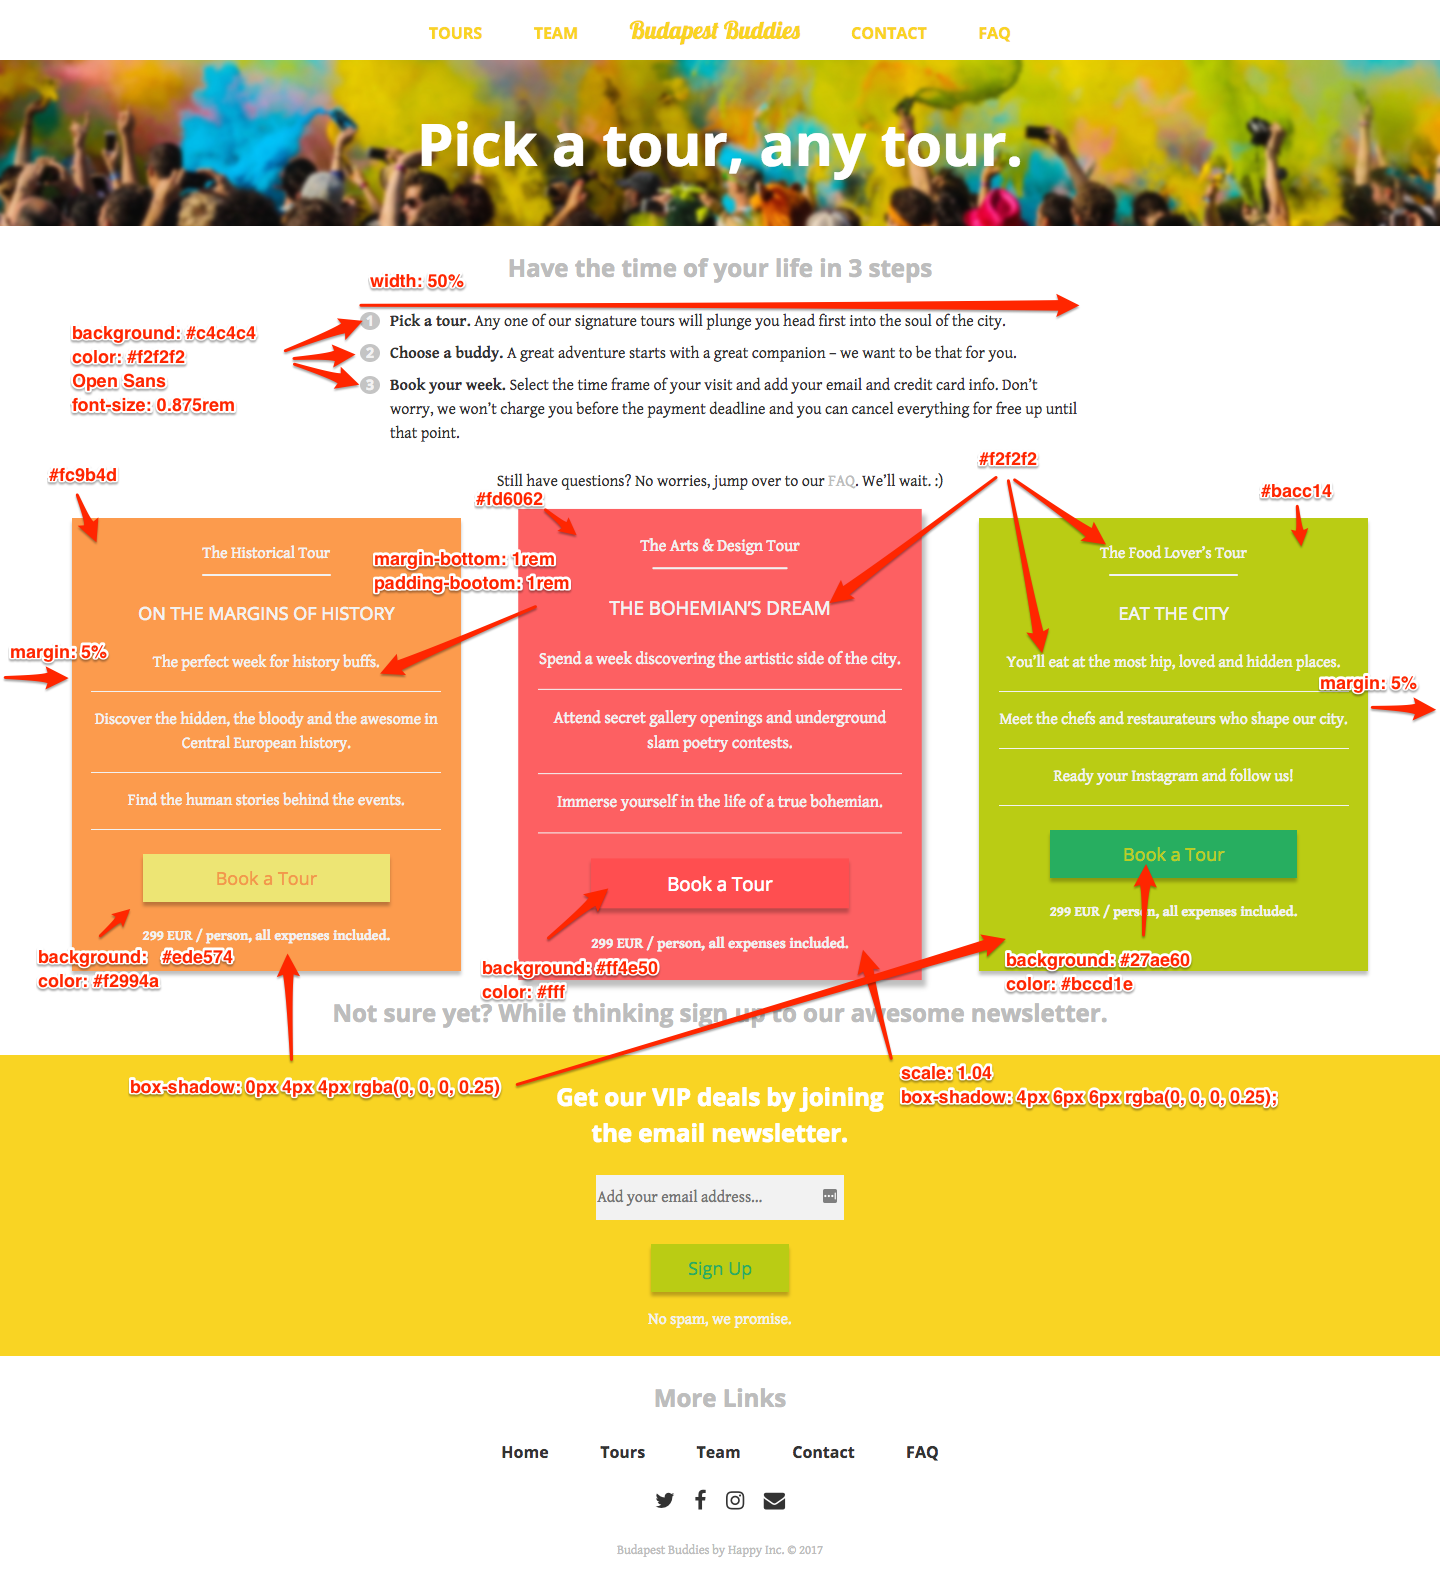 TOURS TEAM Budapest Buddies CONTACT FAQ
Pick a tour, any tour.
Have the time of your life in 3 steps
width: 50%
background: #c4c4c4
color: #f2f2f2
Open Sans
font-size: 0.875rem
1 Pick a tour. Any one of our signature tours will plunge you head first into the soul of the city.
2 Choose a buddy. A great adventure starts with a great companion – we want to be that for you.
3 Book your week. Select the time frame of your visit and add your email and credit card info. Don’t
worry, we won’t charge you before the payment deadline and you can cancel everything for free up until
that point.
Still have questions? No worries, jump over to our FAQ. We’ll wait. :)
#fc9b4d
#fd6062
#f2f2f2
#bacc14
The Historical Tour
ON THE MARGINS OF HISTORY
margin-bottom: 1rem
padding-bootom: 1rem
margin: 5%
The perfect week for history buffs.
Discover the hidden, the bloody and the awesome in
Central European history.
Find the human stories behind the events.
Book a Tour
299 EUR / person, all expenses included.
background: #ede574
color: #f2994a
The Arts & Design Tour
THE BOHEMIAN’S DREAM
Spend a week discovering the artistic side of the city.
Attend secret gallery openings and underground
slam poetry contests.
Immerse yourself in the life of a true bohemian.
Book a Tour
299 EUR / person, all expenses included.
background: #ff4e50
color: #fff
The Food Lover’s Tour
EAT THE CITY
You’ll eat at the most hip, loved and hidden places.
margin: 5%
Meet the chefs and restaurateurs who shape our city.
Ready your Instagram and follow us!
Book a Tour
299 EUR / person, all expenses included.
background: #27ae60
color: #bccd1e
Not sure yet? While thinking sign up to our awesome newsletter.
box-shadow: 0px 4px 4px rgba(0, 0, 0, 0.25)
scale: 1.04
box-shadow: 4px 6px 6px rgba(0, 0, 0, 0.25);
Get our VIP deals by joining
the email newsletter.
Add your email address...
Sign Up
No spam, we promise.
More Links
Home Tours Team Contact FAQ
Budapest Buddies by Happy Inc. © 2017